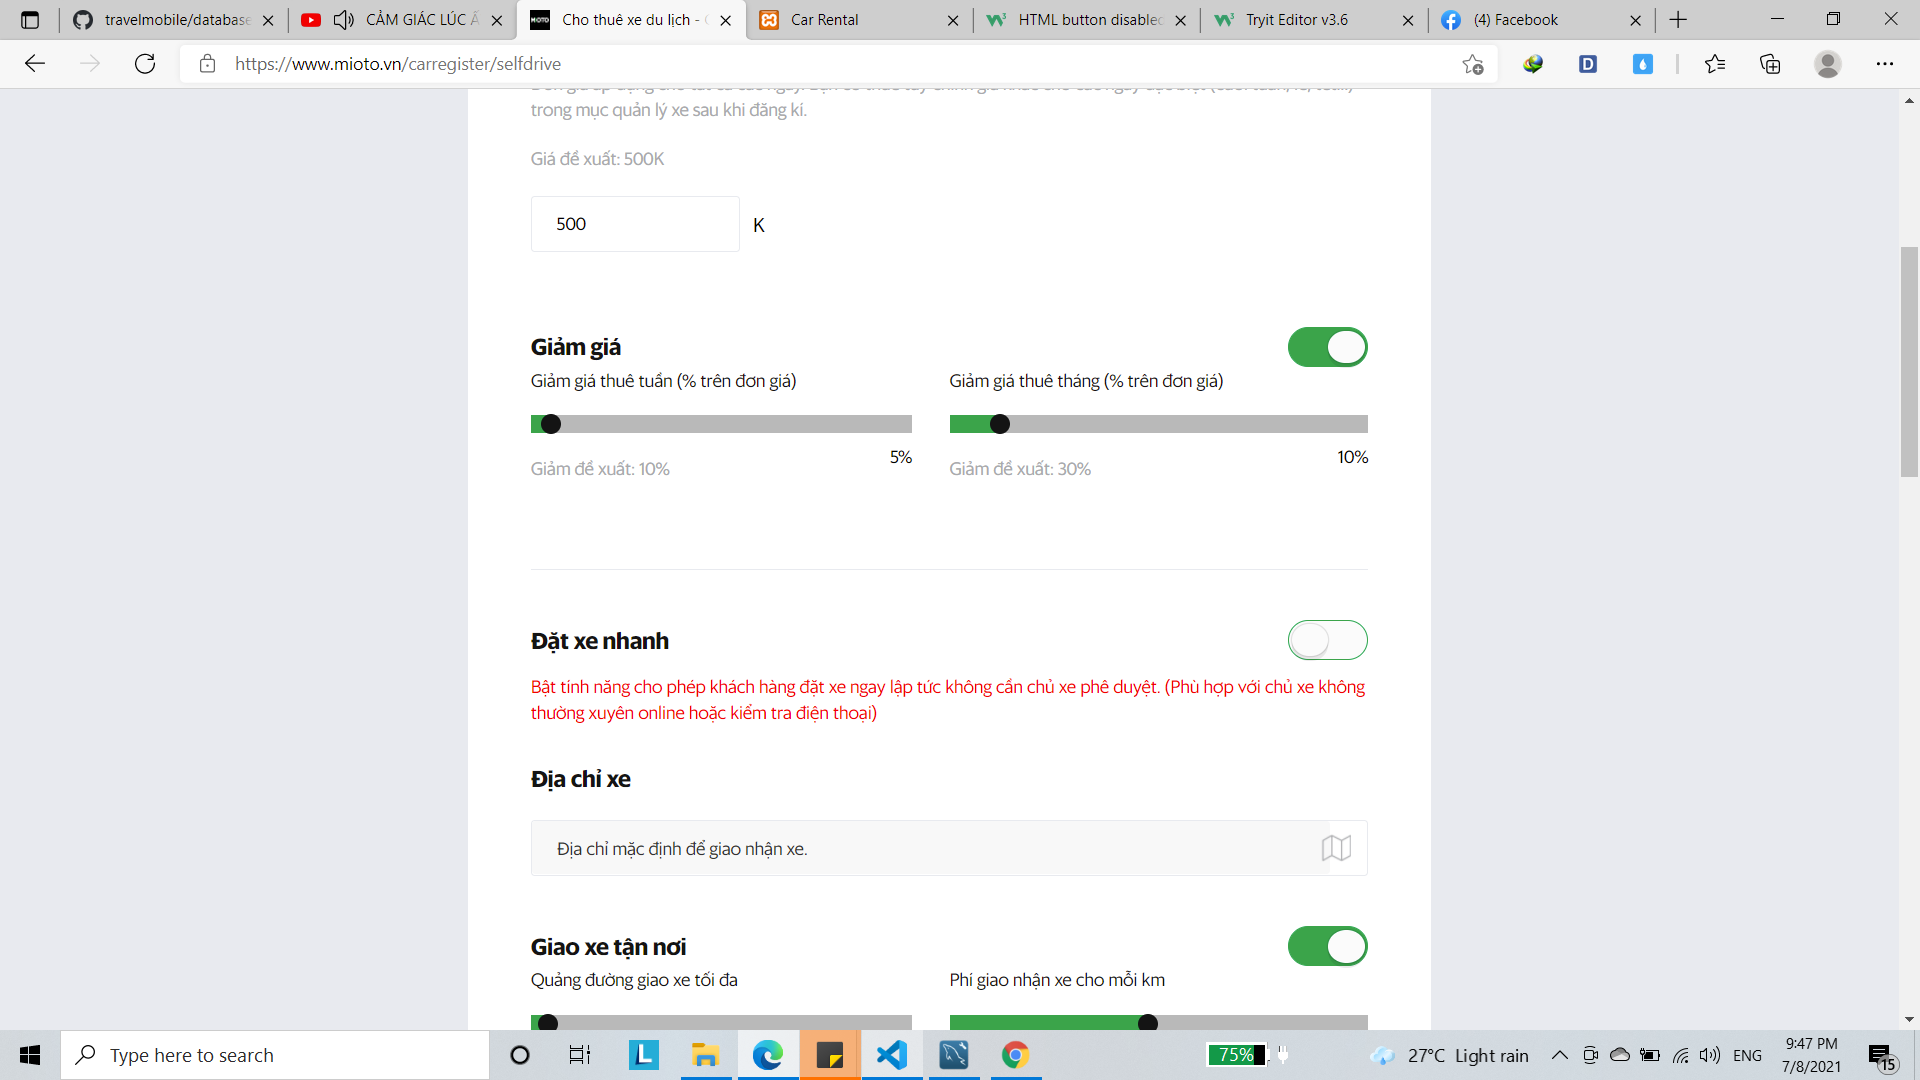 travelmobile/database
CẢM GIÁC LÚC Ấ
MIOTO
Cho thuê xe du lịch - 
Car Rental
HTML button disabled
Tryit Editor v3.6
(4) Facebook
https://www.mioto.vn/carregister/selfdrive
trong mục quản lý xe sau khi đăng kí.
Giá đề xuất: 500K
500
K
Giảm giá
Giảm giá thuê tuần (% trên đơn giá)
Giảm giá thuê tháng (% trên đơn giá)
5%
10%
Giảm đề xuất: 10%
Giảm đề xuất: 30%
Đặt xe nhanh
Bật tính năng cho phép khách hàng đặt xe ngay lập tức không cần chủ xe phê duyệt. (Phù hợp với chủ xe không
thường xuyên online hoặc kiểm tra điện thoại)
Địa chỉ xe
Địa chỉ mặc định để giao nhận xe.
Giao xe tận nơi
Quảng đường giao xe tối đa
Phí giao nhận xe cho mỗi km
Type here to search
75%
27°C Light rain
ENG
9:47 PM
7/8/2021
15